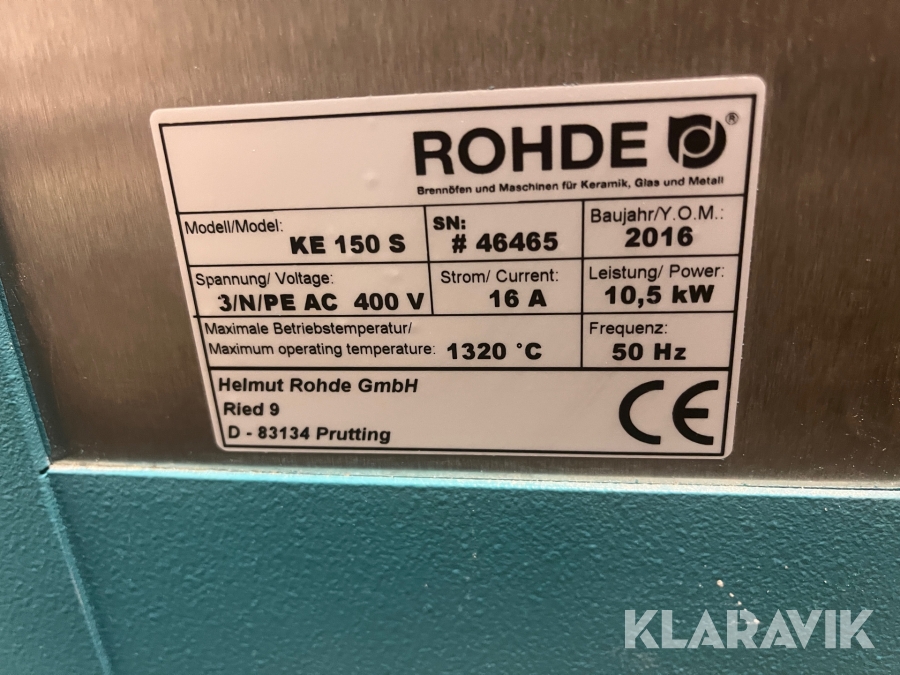 ROHDE ®
Brennöfen und Maschinen für Keramik, Glas und Metall
Modell/Model: KE 150 S
SN: # 46465
Baujahr/Y.O.M.: 2016
Spannung/ Voltage: 3/N/PE AC 400 V
Strom/ Current: 16 A
Leistung/ Power: 10,5 kW
Maximale Betriebstemperatur/
Maximum operating temperature: 1320 °C
Frequenz: 50 Hz
Helmut Rohde GmbH
Ried 9
D - 83134 Prutting
CE
KLARAVIK